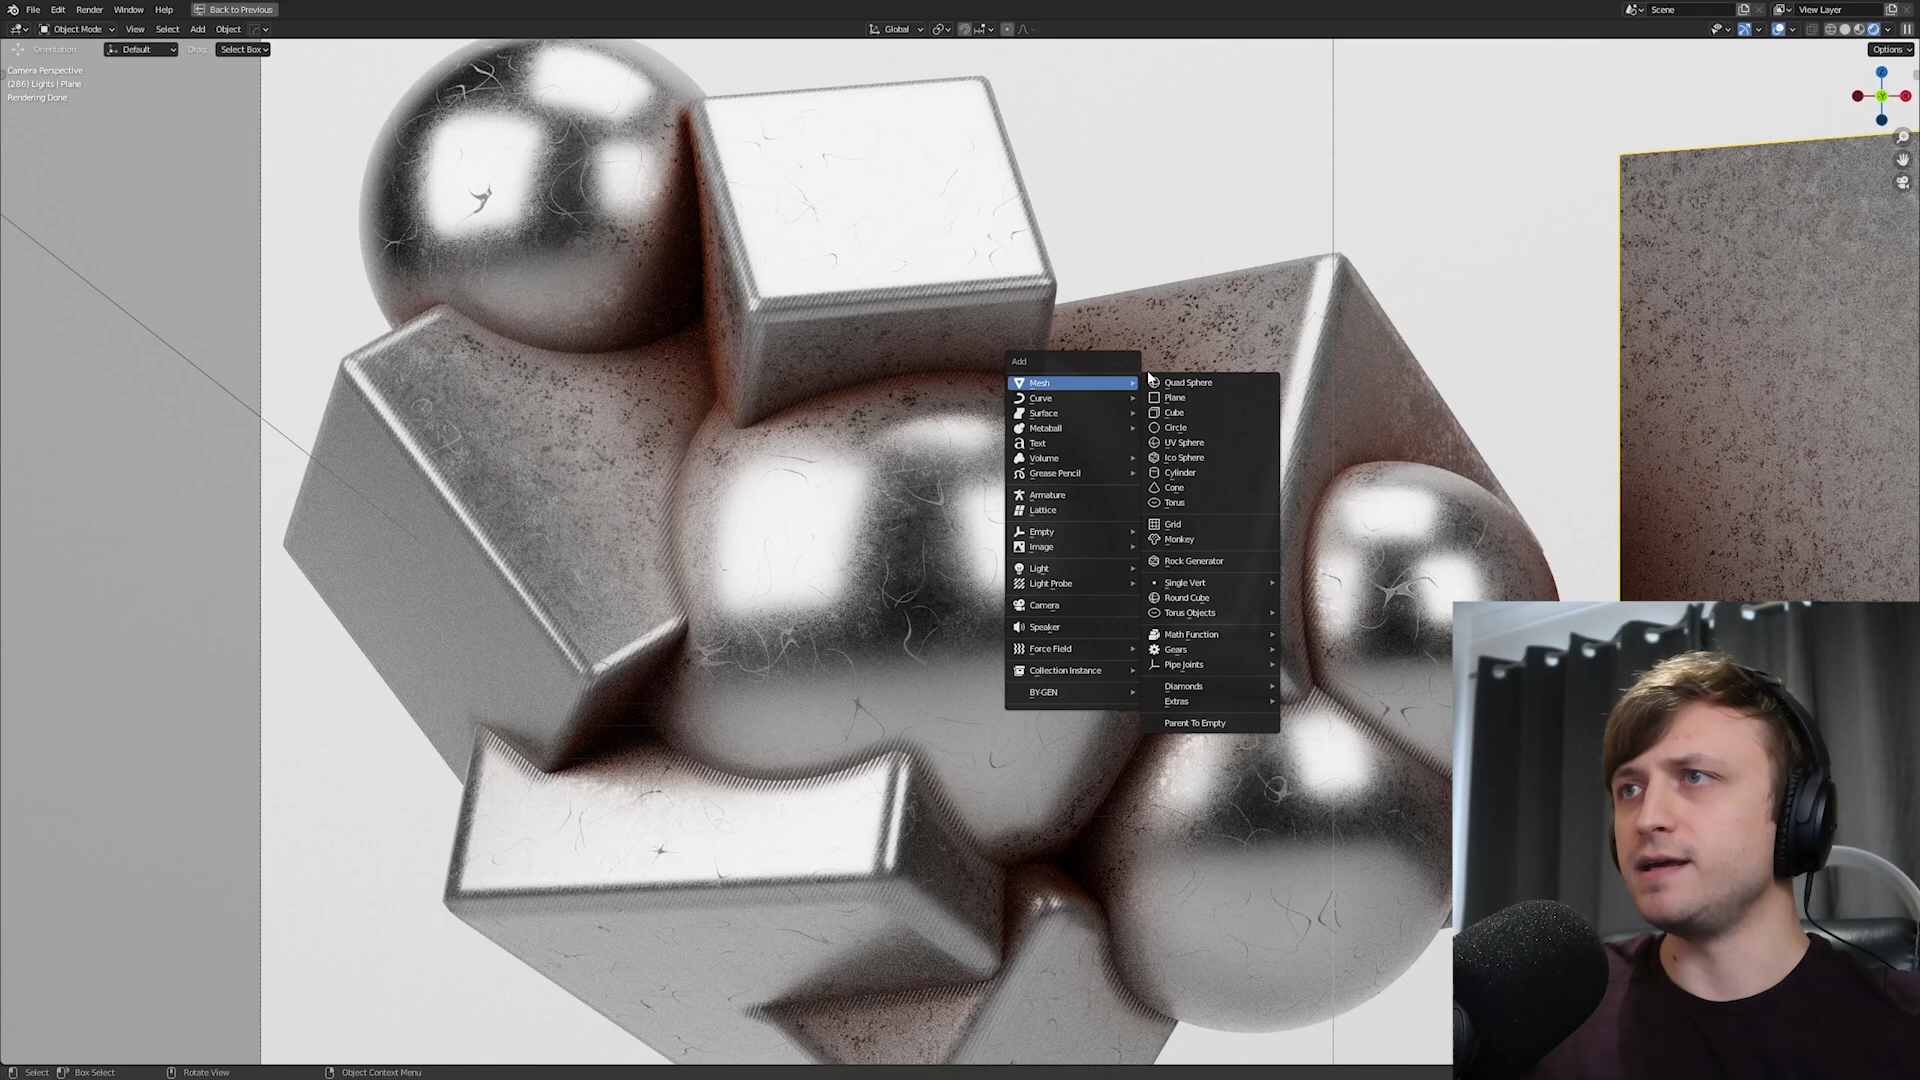 File Edit Render Window Help Back to Previous Scene View Layer
Object Mode View Select Add Object Global
Orientation: Default Drag: Select Box Options
Camera Perspective
(286) Lights | Plane
Rendering Done
Z
Y
X
Add
Mesh
Curve
Surface
Metaball
Text
Volume
Grease Pencil
Armature
Lattice
Empty
Image
Light
Light Probe
Camera
Speaker
Force Field
Collection Instance
BY-GEN
Quad Sphere
Plane
Cube
Circle
UV Sphere
Ico Sphere
Cylinder
Cone
Torus
Grid
Monkey
Rock Generator
Single Vert
Round Cube
Torus Objects
Math Function
Gears
Pipe Joints
Diamonds
Extras
Parent To Empty
Select Box Select Rotate View Object Context Menu